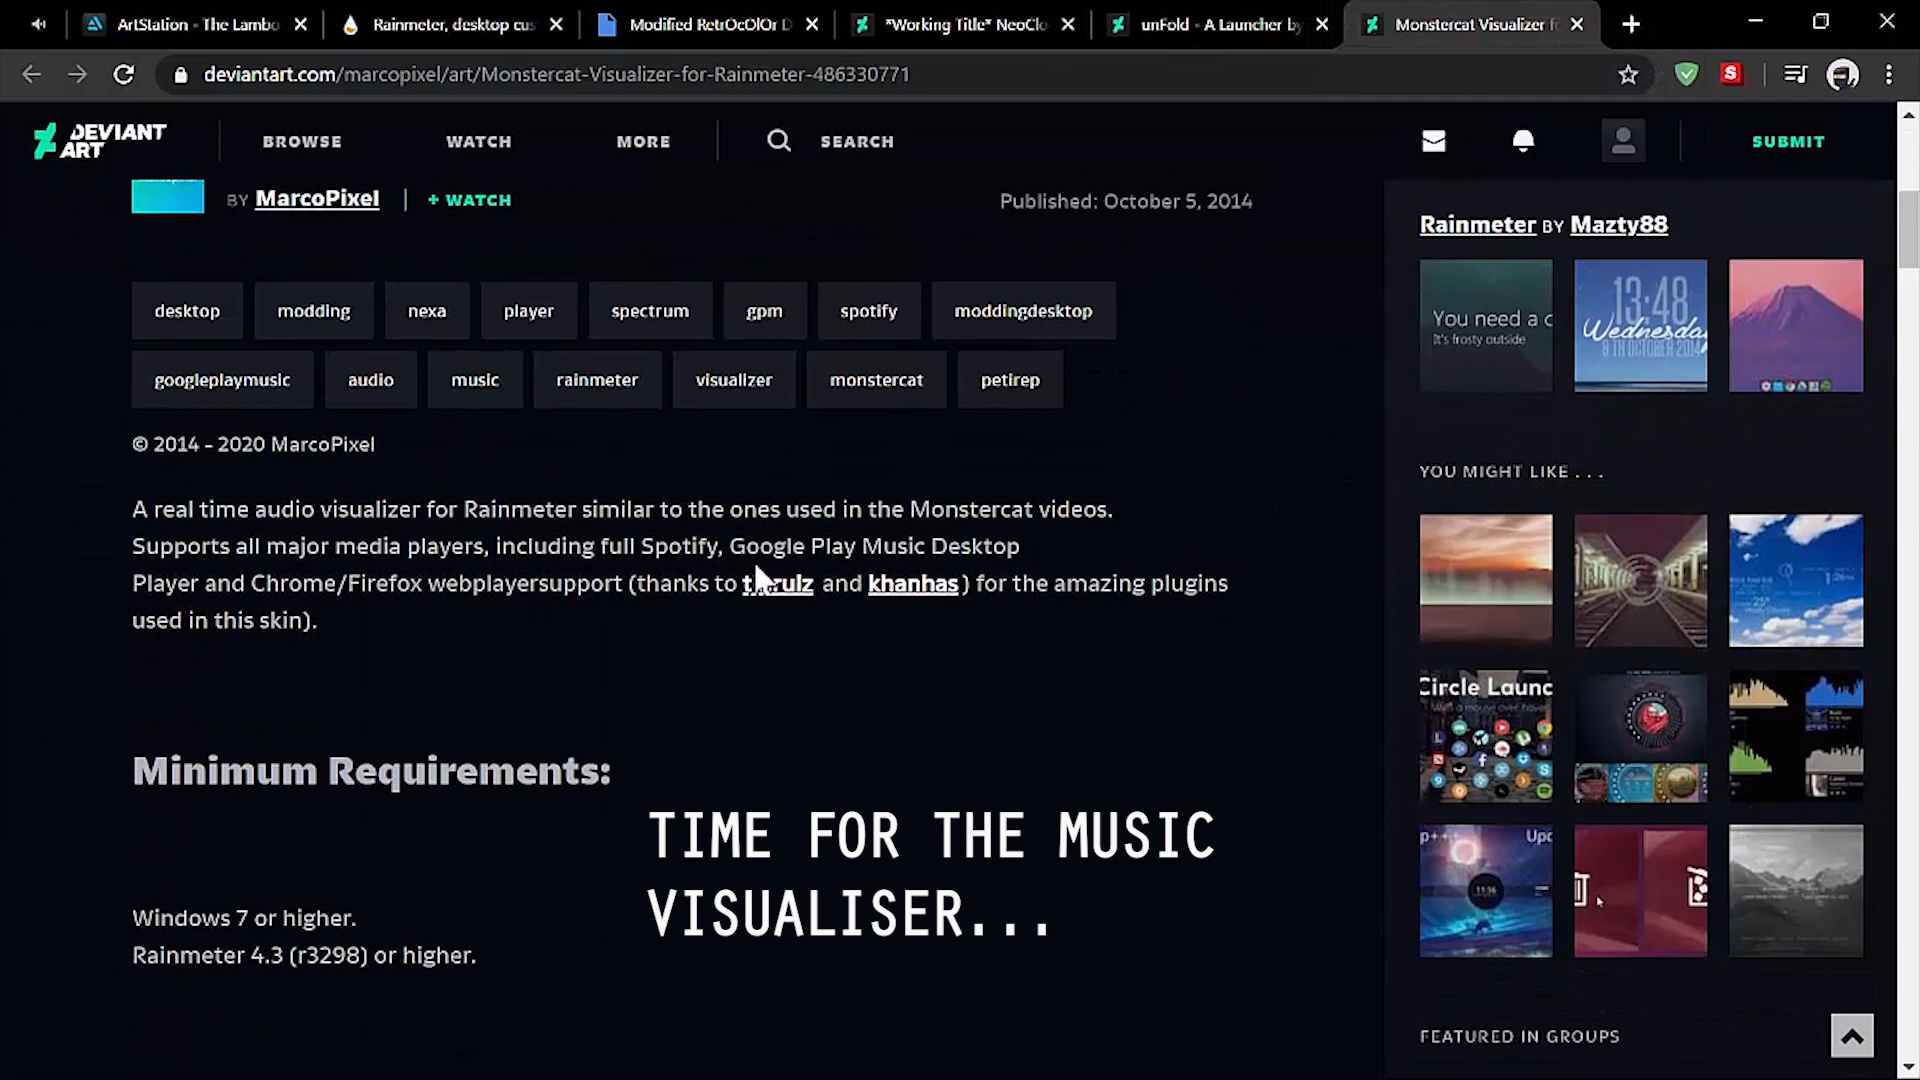 ArtStation - The Lambo
Rainmeter, desktop cus
Modified RetrOcOlOr D
*Working Title* NeoClo
unFold - A Launcher by
Monstercat Visualizer f
deviantart.com/marcopixel/art/Monstercat-Visualizer-for-Rainmeter-486330771
DEVIANT ART
BROWSE
WATCH
MORE
SEARCH
SUBMIT
BY MarcoPixel | + WATCH
Published: October 5, 2014
desktop
modding
nexa
player
spectrum
gpm
spotify
moddingdesktop
googleplaymusic
audio
music
rainmeter
visualizer
monstercat
petirep
© 2014 - 2020 MarcoPixel
A real time audio visualizer for Rainmeter similar to the ones used in the Monstercat videos.
Supports all major media players, including full Spotify, Google Play Music Desktop
Player and Chrome/Firefox webplayersupport (thanks to and khanhas) for the amazing plugins
used in this skin).
Minimum Requirements:
Windows 7 or higher.
Rainmeter 4.3 (r3298) or higher.
TIME FOR THE MUSIC
VISUALISER...
Rainmeter BY Mazty88
You need a c
It's frosty outside
13:48
Wednesday
8 TH OCTOBER 2014
YOU MIGHT LIKE . . .
Circle Launc
FEATURED IN GROUPS